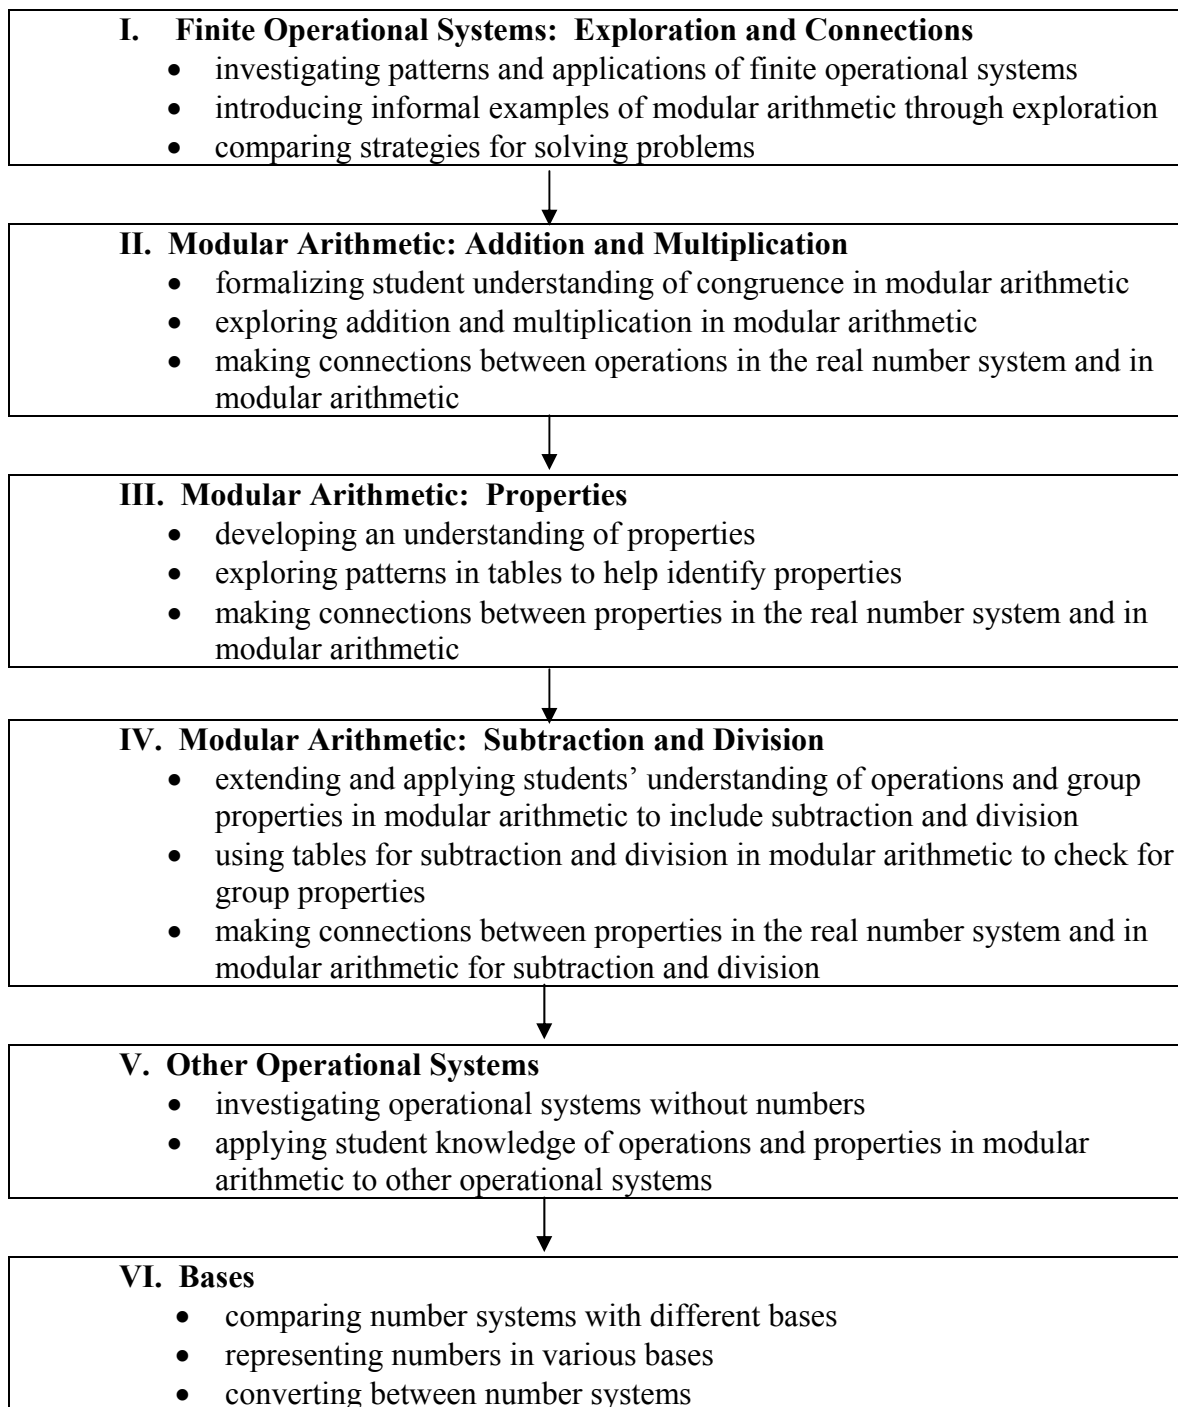 I. Finite Operational Systems: Exploration and Connections
• investigating patterns and applications of finite operational systems
• introducing informal examples of modular arithmetic through exploration
• comparing strategies for solving problems
II. Modular Arithmetic: Addition and Multiplication
• formalizing student understanding of congruence in modular arithmetic
• exploring addition and multiplication in modular arithmetic
• making connections between operations in the real number system and in
modular arithmetic
III. Modular Arithmetic: Properties
• developing an understanding of properties
• exploring patterns in tables to help identify properties
• making connections between properties in the real number system and in
modular arithmetic
IV. Modular Arithmetic: Subtraction and Division
• extending and applying students’ understanding of operations and group
properties in modular arithmetic to include subtraction and division
• using tables for subtraction and division in modular arithmetic to check for
group properties
• making connections between properties in the real number system and in
modular arithmetic for subtraction and division
V. Other Operational Systems
• investigating operational systems without numbers
• applying student knowledge of operations and properties in modular
arithmetic to other operational systems
VI. Bases
• comparing number systems with different bases
• representing numbers in various bases
• converting between number systems